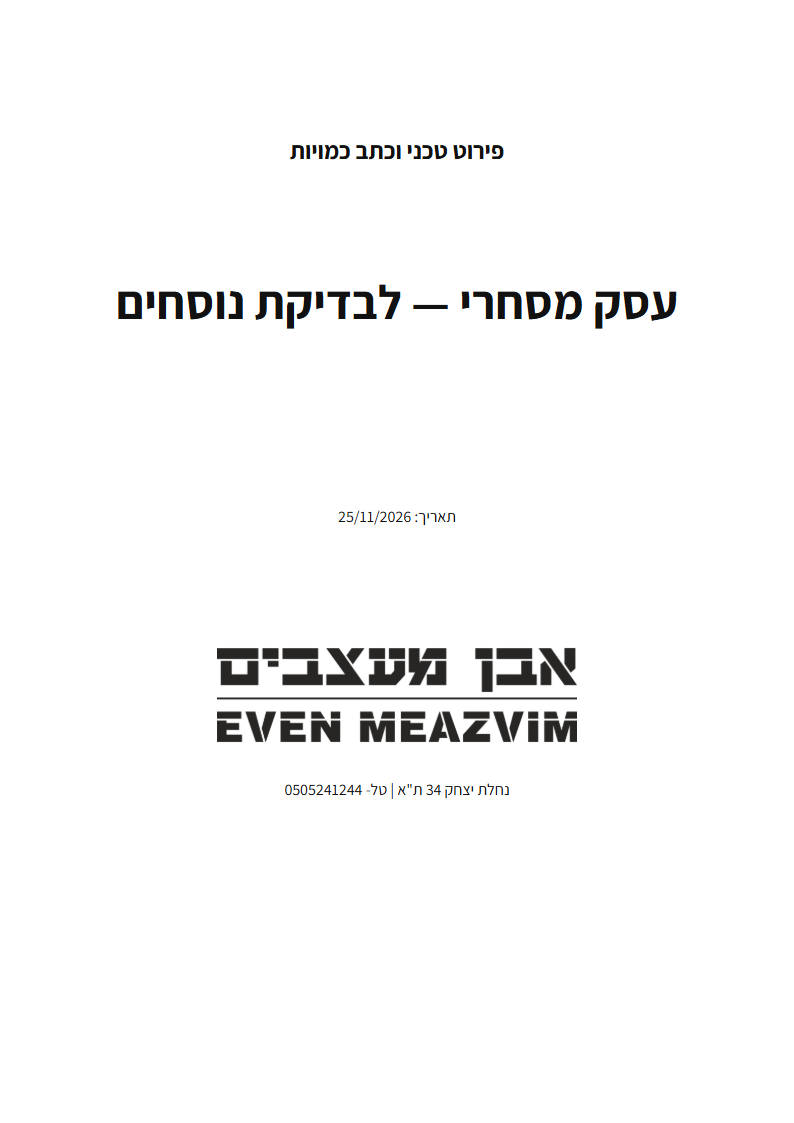 פירוט טכני וכתב כמויות
עסק מסחרי — לבדיקת נוסחים
תאריך: 25/11/2026
אבן מעצבים
EVEN MEAZVIM
נחלת יצחק 34 ת"א | טל- 0505241244